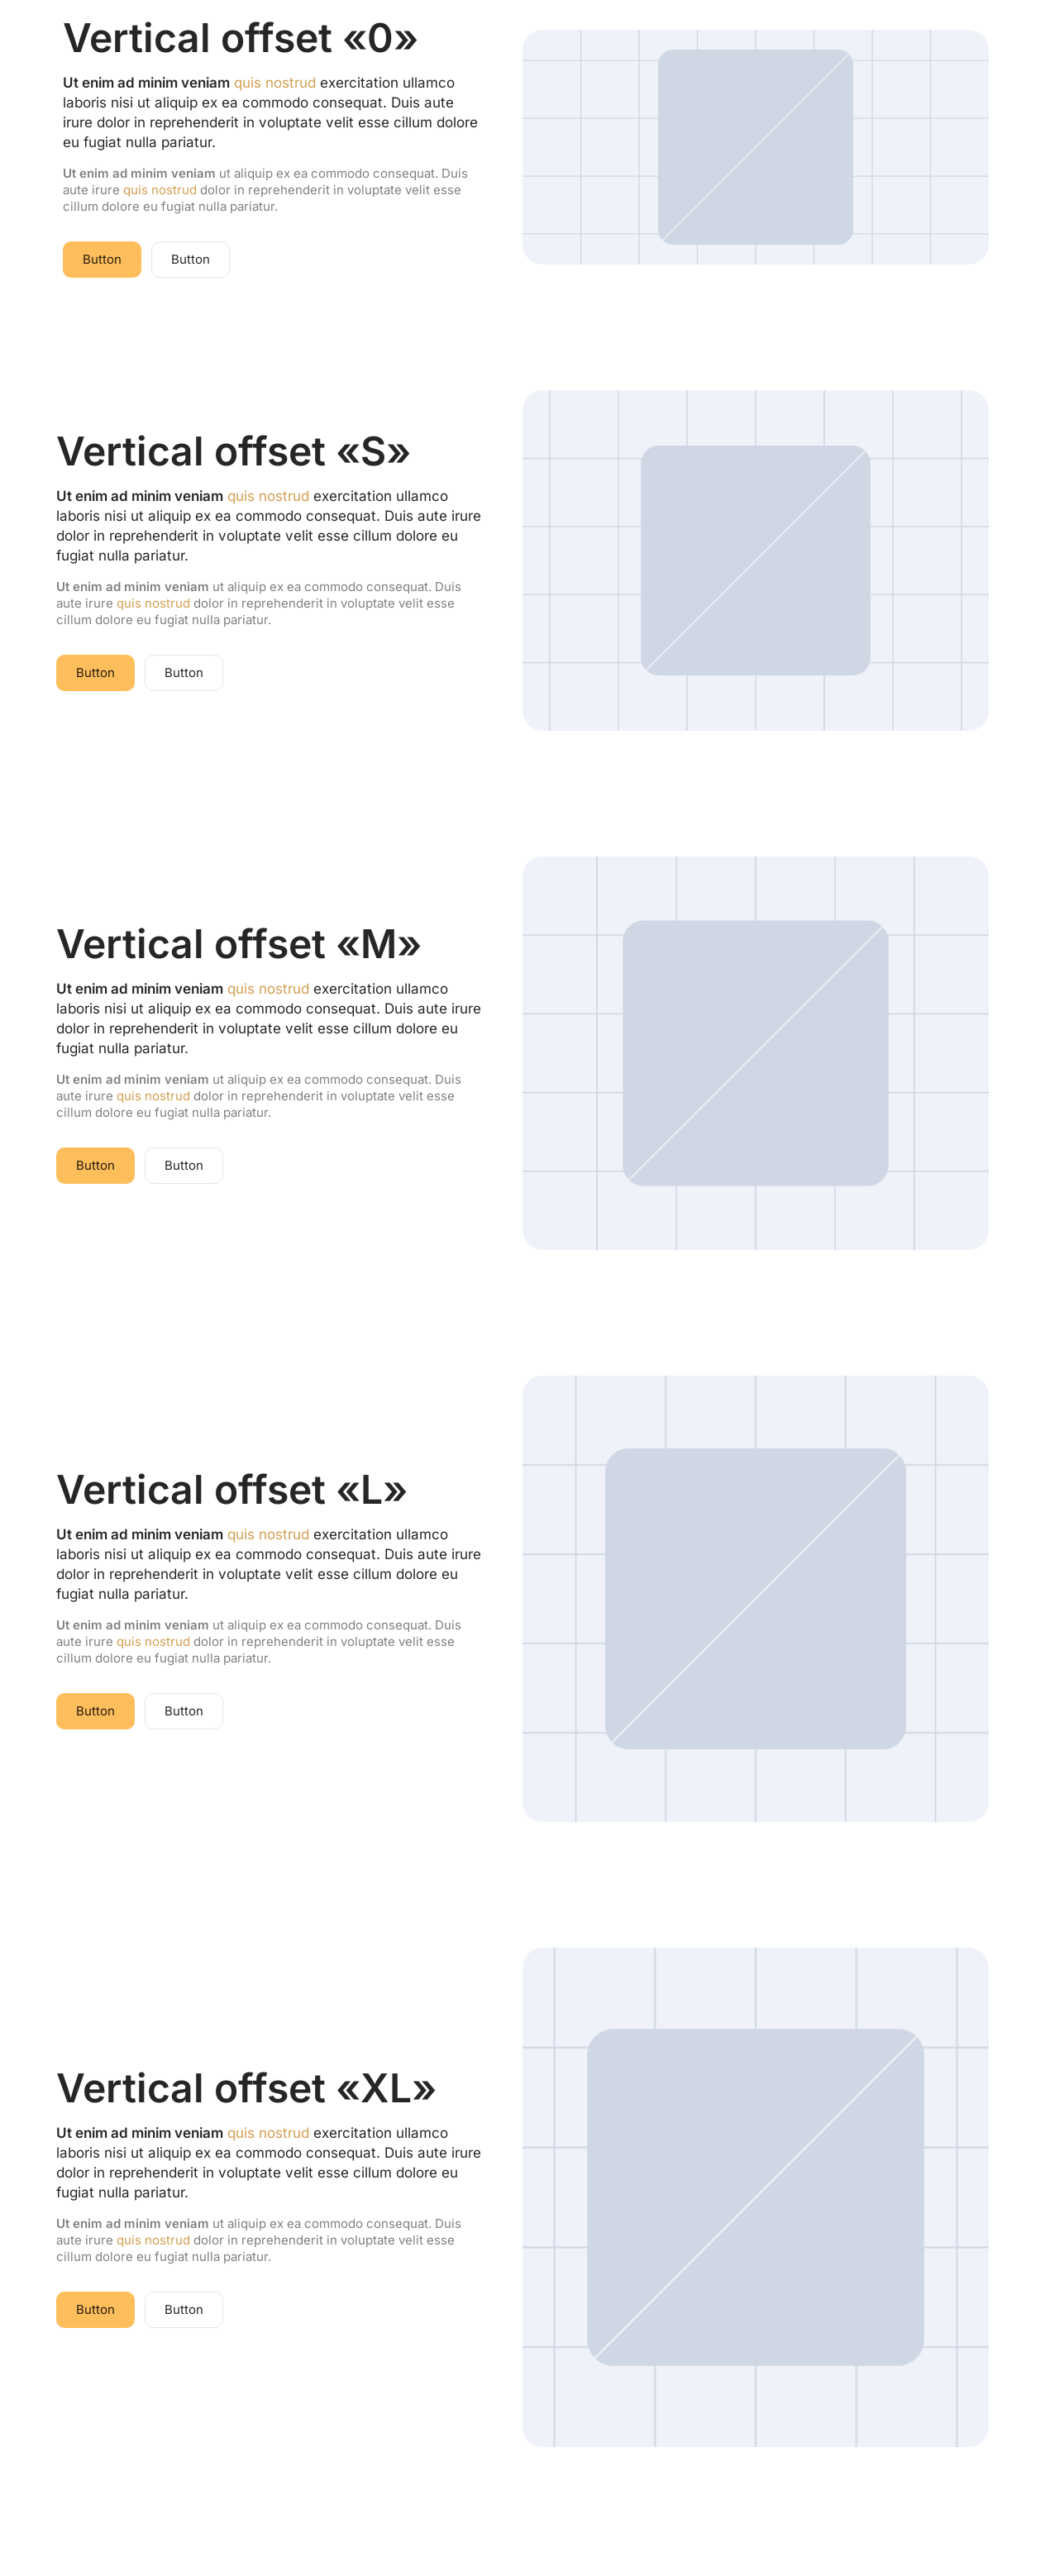 Vertical offset «0»
Ut enim ad minim veniam quis nostrud exercitation ullamco
laboris nisi ut aliquip ex ea commodo consequat. Duis aute
irure dolor in reprehenderit in voluptate velit esse cillum dolore
eu fugiat nulla pariatur.
Ut enim ad minim veniam ut aliquip ex ea commodo consequat. Duis
aute irure quis nostrud dolor in reprehenderit in voluptate velit esse
cillum dolore eu fugiat nulla pariatur.
Button Button
Vertical offset «S»
Ut enim ad minim veniam quis nostrud exercitation ullamco
laboris nisi ut aliquip ex ea commodo consequat. Duis aute irure
dolor in reprehenderit in voluptate velit esse cillum dolore eu
fugiat nulla pariatur.
Ut enim ad minim veniam ut aliquip ex ea commodo consequat. Duis
aute irure quis nostrud dolor in reprehenderit in voluptate velit esse
cillum dolore eu fugiat nulla pariatur.
Button Button
Vertical offset «M»
Ut enim ad minim veniam quis nostrud exercitation ullamco
laboris nisi ut aliquip ex ea commodo consequat. Duis aute irure
dolor in reprehenderit in voluptate velit esse cillum dolore eu
fugiat nulla pariatur.
Ut enim ad minim veniam ut aliquip ex ea commodo consequat. Duis
aute irure quis nostrud dolor in reprehenderit in voluptate velit esse
cillum dolore eu fugiat nulla pariatur.
Button Button
Vertical offset «L»
Ut enim ad minim veniam quis nostrud exercitation ullamco
laboris nisi ut aliquip ex ea commodo consequat. Duis aute irure
dolor in reprehenderit in voluptate velit esse cillum dolore eu
fugiat nulla pariatur.
Ut enim ad minim veniam ut aliquip ex ea commodo consequat. Duis
aute irure quis nostrud dolor in reprehenderit in voluptate velit esse
cillum dolore eu fugiat nulla pariatur.
Button Button
Vertical offset «XL»
Ut enim ad minim veniam quis nostrud exercitation ullamco
laboris nisi ut aliquip ex ea commodo consequat. Duis aute irure
dolor in reprehenderit in voluptate velit esse cillum dolore eu
fugiat nulla pariatur.
Ut enim ad minim veniam ut aliquip ex ea commodo consequat. Duis
aute irure quis nostrud dolor in reprehenderit in voluptate velit esse
cillum dolore eu fugiat nulla pariatur.
Button Button